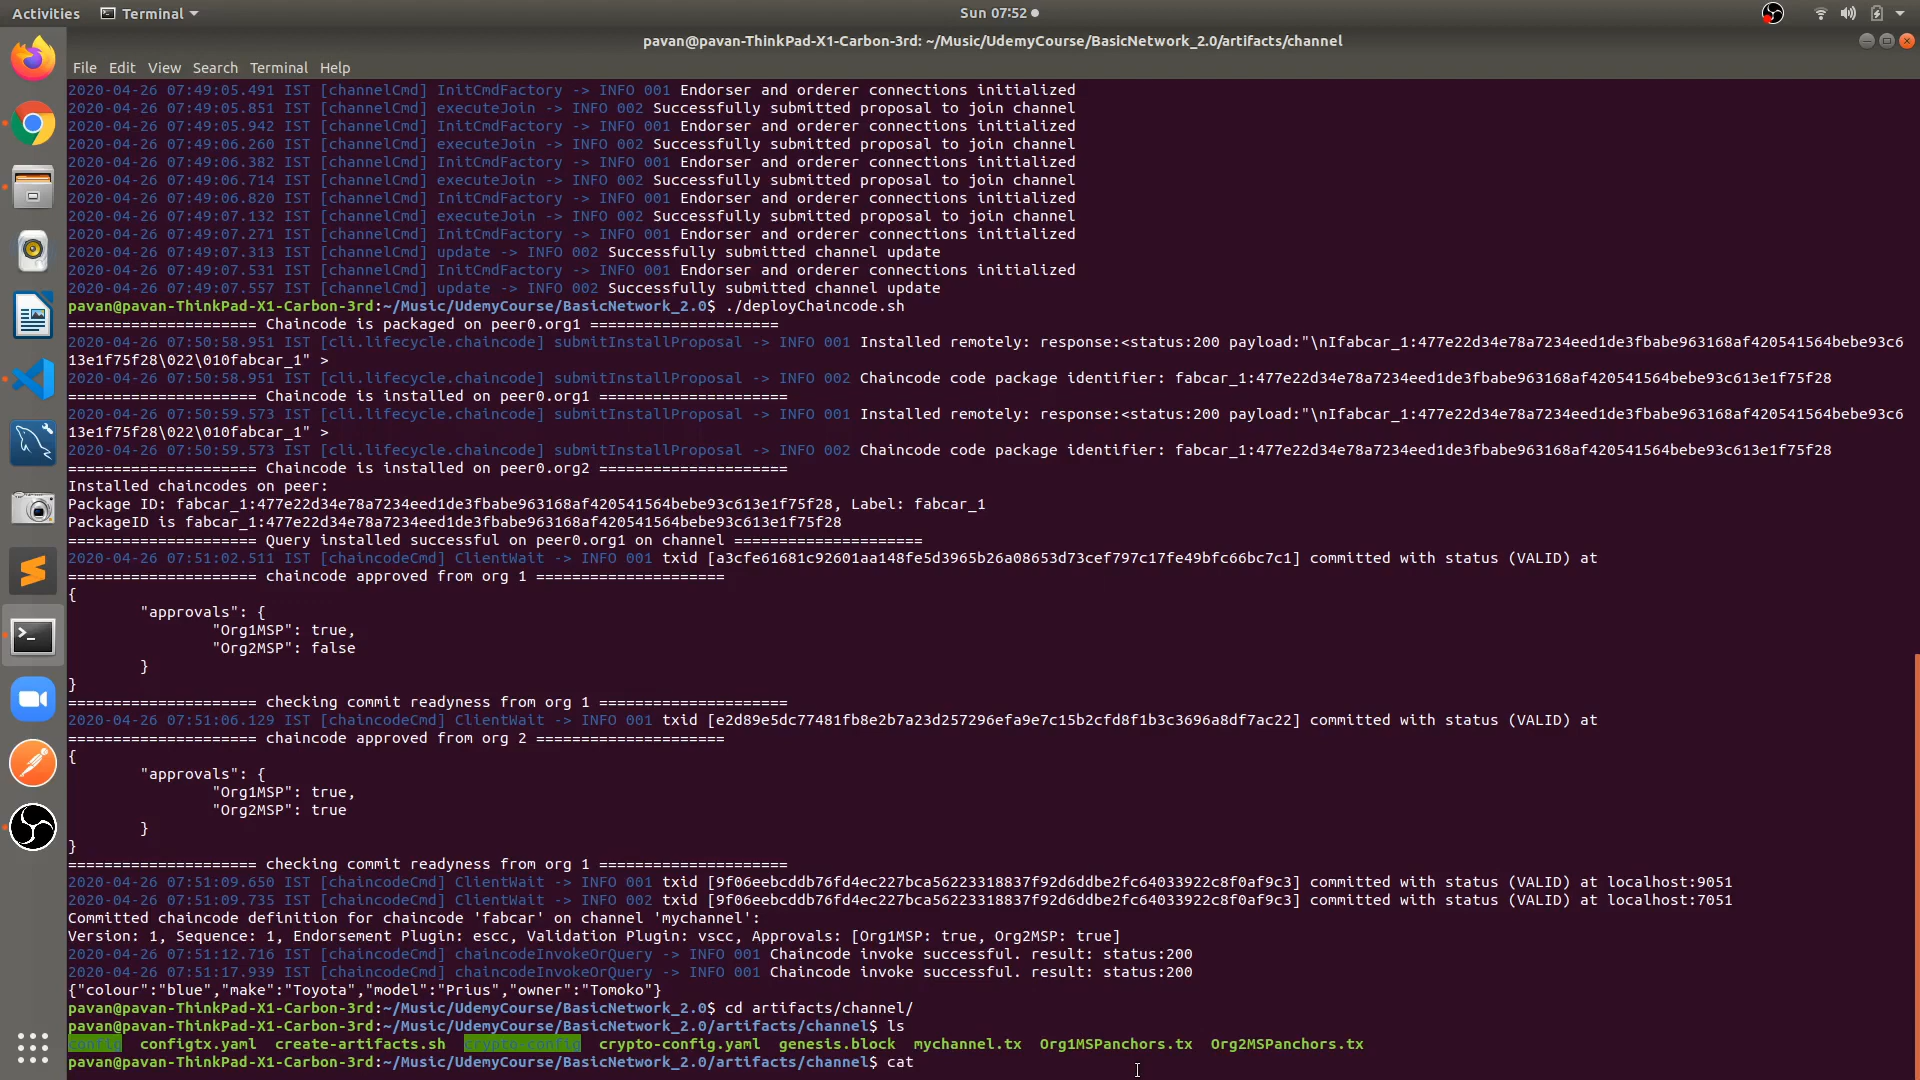 Activities Terminal Sun 07:52
pavan@pavan-ThinkPad-X1-Carbon-3rd: ~/Music/UdemyCourse/BasicNetwork_2.0/artifacts/channel
File Edit View Search Terminal Help
2020-04-26 07:49:05.491 IST [channelCmd] InitCmdFactory -> INFO 001 Endorser and orderer connections initialized
2020-04-26 07:49:05.851 IST [channelCmd] executeJoin -> INFO 002 Successfully submitted proposal to join channel
2020-04-26 07:49:05.942 IST [channelCmd] InitCmdFactory -> INFO 001 Endorser and orderer connections initialized
2020-04-26 07:49:06.260 IST [channelCmd] executeJoin -> INFO 002 Successfully submitted proposal to join channel
2020-04-26 07:49:06.382 IST [channelCmd] InitCmdFactory -> INFO 001 Endorser and orderer connections initialized
2020-04-26 07:49:06.714 IST [channelCmd] executeJoin -> INFO 002 Successfully submitted proposal to join channel
2020-04-26 07:49:06.820 IST [channelCmd] InitCmdFactory -> INFO 001 Endorser and orderer connections initialized
2020-04-26 07:49:07.132 IST [channelCmd] executeJoin -> INFO 002 Successfully submitted proposal to join channel
2020-04-26 07:49:07.271 IST [channelCmd] InitCmdFactory -> INFO 001 Endorser and orderer connections initialized
2020-04-26 07:49:07.313 IST [channelCmd] update -> INFO 002 Successfully submitted channel update
2020-04-26 07:49:07.531 IST [channelCmd] InitCmdFactory -> INFO 001 Endorser and orderer connections initialized
2020-04-26 07:49:07.557 IST [channelCmd] update -> INFO 002 Successfully submitted channel update
pavan@pavan-ThinkPad-X1-Carbon-3rd:~/Music/UdemyCourse/BasicNetwork_2.0$ ./deployChaincode.sh
===================== Chaincode is packaged on peer0.org1 =====================
2020-04-26 07:50:58.951 IST [cli.lifecycle.chaincode] submitInstallProposal -> INFO 001 Installed remotely: response:<status:200 payload:"\nIfabcar_1:477e22d34e78a7234eed1de3fbabe963168af420541564bebe93c6
13e1f75f28\022\010fabcar_1" >
2020-04-26 07:50:58.951 IST [cli.lifecycle.chaincode] submitInstallProposal -> INFO 002 Chaincode code package identifier: fabcar_1:477e22d34e78a7234eed1de3fbabe963168af420541564bebe93c613e1f75f28
===================== Chaincode is installed on peer0.org1 =====================
2020-04-26 07:50:59.573 IST [cli.lifecycle.chaincode] submitInstallProposal -> INFO 001 Installed remotely: response:<status:200 payload:"\nIfabcar_1:477e22d34e78a7234eed1de3fbabe963168af420541564bebe93c6
13e1f75f28\022\010fabcar_1" >
2020-04-26 07:50:59.573 IST [cli.lifecycle.chaincode] submitInstallProposal -> INFO 002 Chaincode code package identifier: fabcar_1:477e22d34e78a7234eed1de3fbabe963168af420541564bebe93c613e1f75f28
===================== Chaincode is installed on peer0.org2 =====================
Installed chaincodes on peer:
Package ID: fabcar_1:477e22d34e78a7234eed1de3fbabe963168af420541564bebe93c613e1f75f28, Label: fabcar_1
PackageID is fabcar_1:477e22d34e78a7234eed1de3fbabe963168af420541564bebe93c613e1f75f28
===================== Query installed successful on peer0.org1 on channel =====================
2020-04-26 07:51:02.511 IST [chaincodeCmd] ClientWait -> INFO 001 txid [a3cfe61681c92601aa148fe5d3965b26a08653d73cef797c17fe49bfc66bc7c1] committed with status (VALID) at
===================== chaincode approved from org 1 =====================
{
"approvals": {
"Org1MSP": true,
"Org2MSP": false
}
}
===================== checking commit readyness from org 1 =====================
2020-04-26 07:51:06.129 IST [chaincodeCmd] ClientWait -> INFO 001 txid [e2d89e5dc77481fb8e2b7a23d257296efa9e7c15b2cfd8f1b3c3696a8df7ac22] committed with status (VALID) at
===================== chaincode approved from org 2 =====================
{
"approvals": {
"Org1MSP": true,
"Org2MSP": true
}
}
===================== checking commit readyness from org 1 =====================
2020-04-26 07:51:09.650 IST [chaincodeCmd] ClientWait -> INFO 001 txid [9f06eebcddb76fd4ec227bca56223318837f92d6ddbe2fc64033922c8f0af9c3] committed with status (VALID) at localhost:9051
2020-04-26 07:51:09.735 IST [chaincodeCmd] ClientWait -> INFO 002 txid [9f06eebcddb76fd4ec227bca56223318837f92d6ddbe2fc64033922c8f0af9c3] committed with status (VALID) at localhost:7051
Committed chaincode definition for chaincode 'fabcar' on channel 'mychannel':
Version: 1, Sequence: 1, Endorsement Plugin: escc, Validation Plugin: vscc, Approvals: [Org1MSP: true, Org2MSP: true]
2020-04-26 07:51:12.716 IST [chaincodeCmd] chaincodeInvokeOrQuery -> INFO 001 Chaincode invoke successful. result: status:200
2020-04-26 07:51:17.939 IST [chaincodeCmd] chaincodeInvokeOrQuery -> INFO 001 Chaincode invoke successful. result: status:200
{"colour":"blue","make":"Toyota","model":"Prius","owner":"Tomoko"}
pavan@pavan-ThinkPad-X1-Carbon-3rd:~/Music/UdemyCourse/BasicNetwork_2.0$ cd artifacts/channel/
pavan@pavan-ThinkPad-X1-Carbon-3rd:~/Music/UdemyCourse/BasicNetwork_2.0/artifacts/channel$ ls
config configtx.yaml create-artifacts.sh crypto-config crypto-config.yaml genesis.block mychannel.tx Org1MSPanchors.tx Org2MSPanchors.tx
pavan@pavan-ThinkPad-X1-Carbon-3rd:~/Music/UdemyCourse/BasicNetwork_2.0/artifacts/channel$ cat